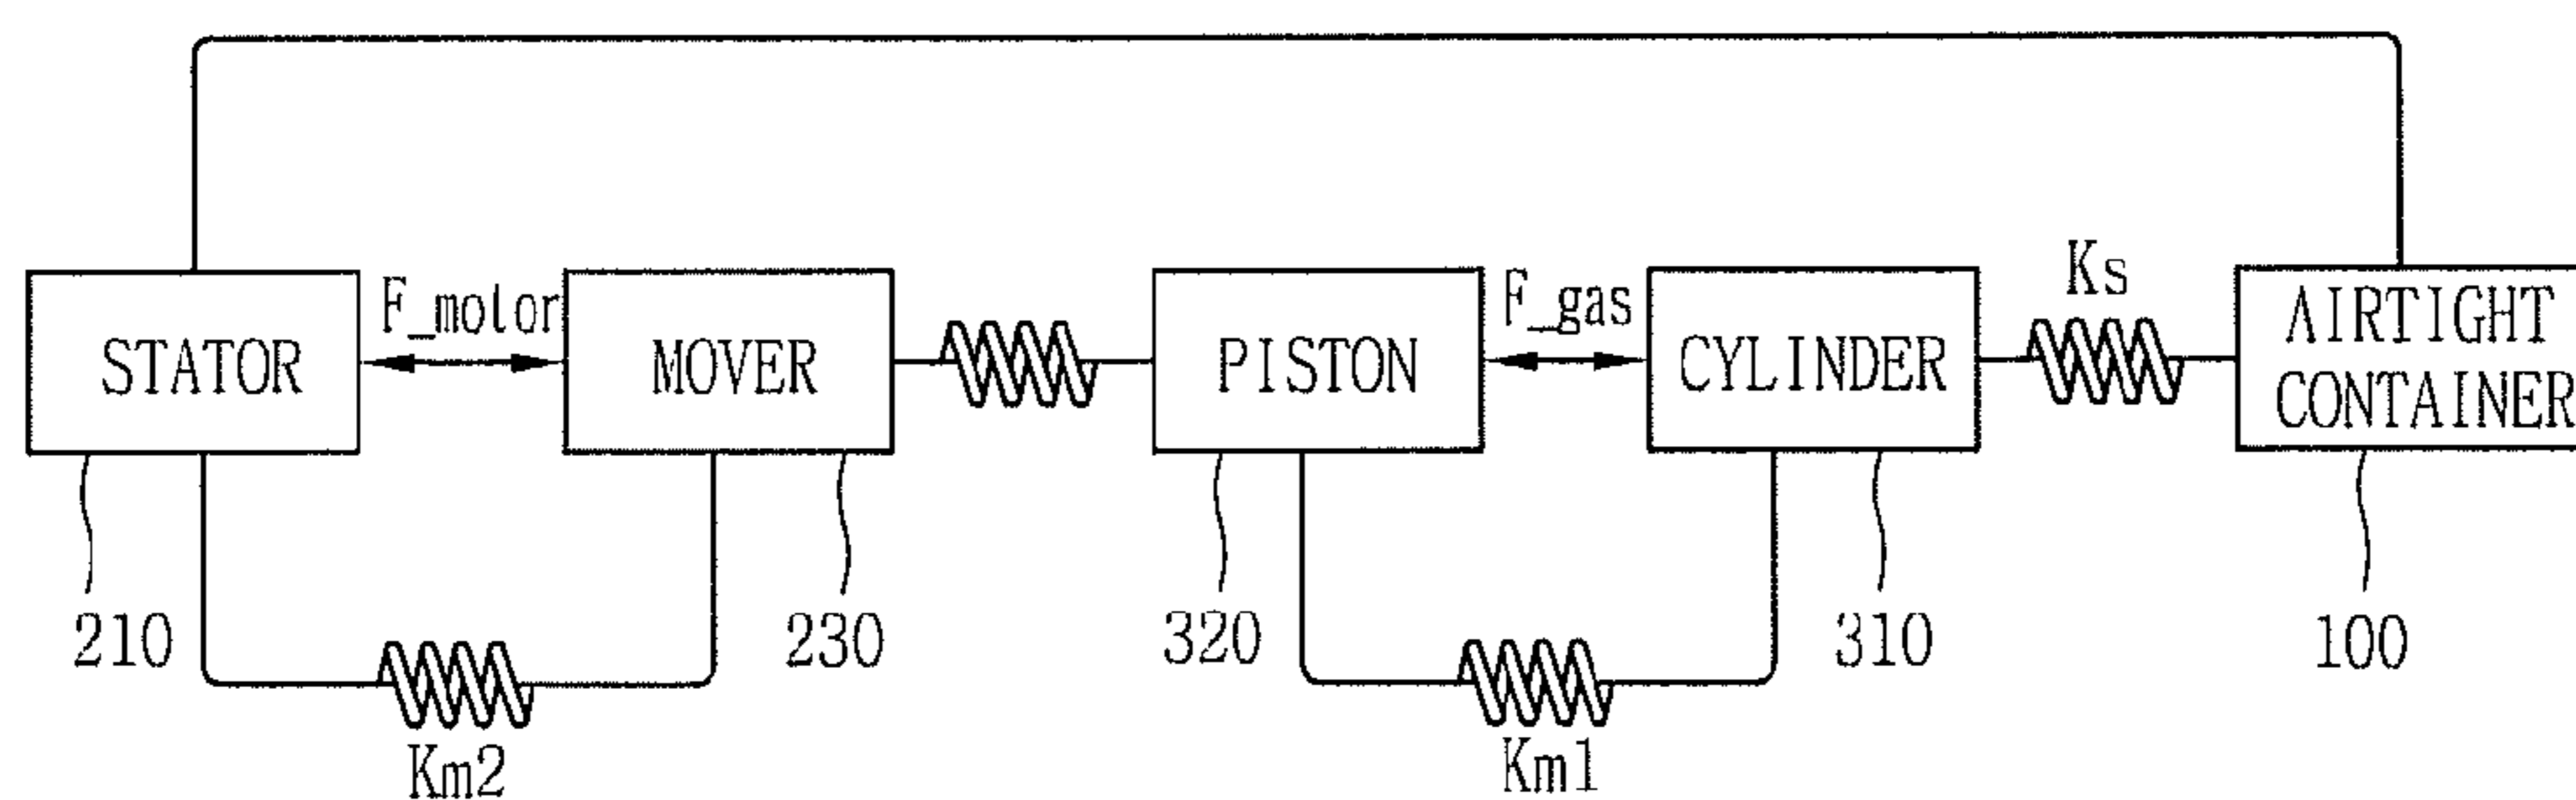 F_motor
F_gas
Ks
STATOR
MOVER
PISTON
CYLINDER
AIRTIGHT
CONTAINER
210
230
320
310
100
Km2
Km1